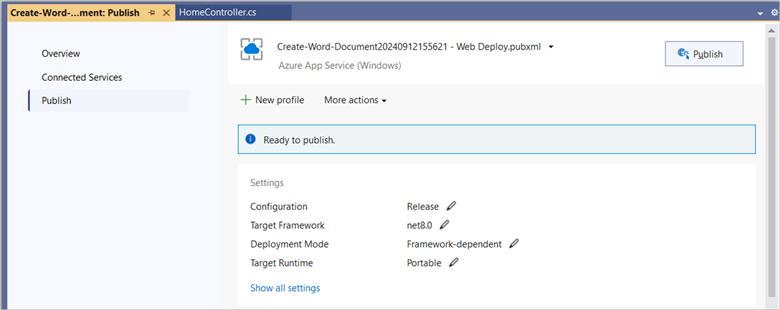 Create-Word-...ment: Publish HomeController.cs
Overview
Connected Services
Publish
Create-Word-Document20240912155621 - Web Deploy.pubxml
Azure App Service (Windows)
Publish
New profile More actions
Ready to publish.
Settings
Configuration Release
Target Framework net8.0
Deployment Mode Framework-dependent
Target Runtime Portable
Show all settings